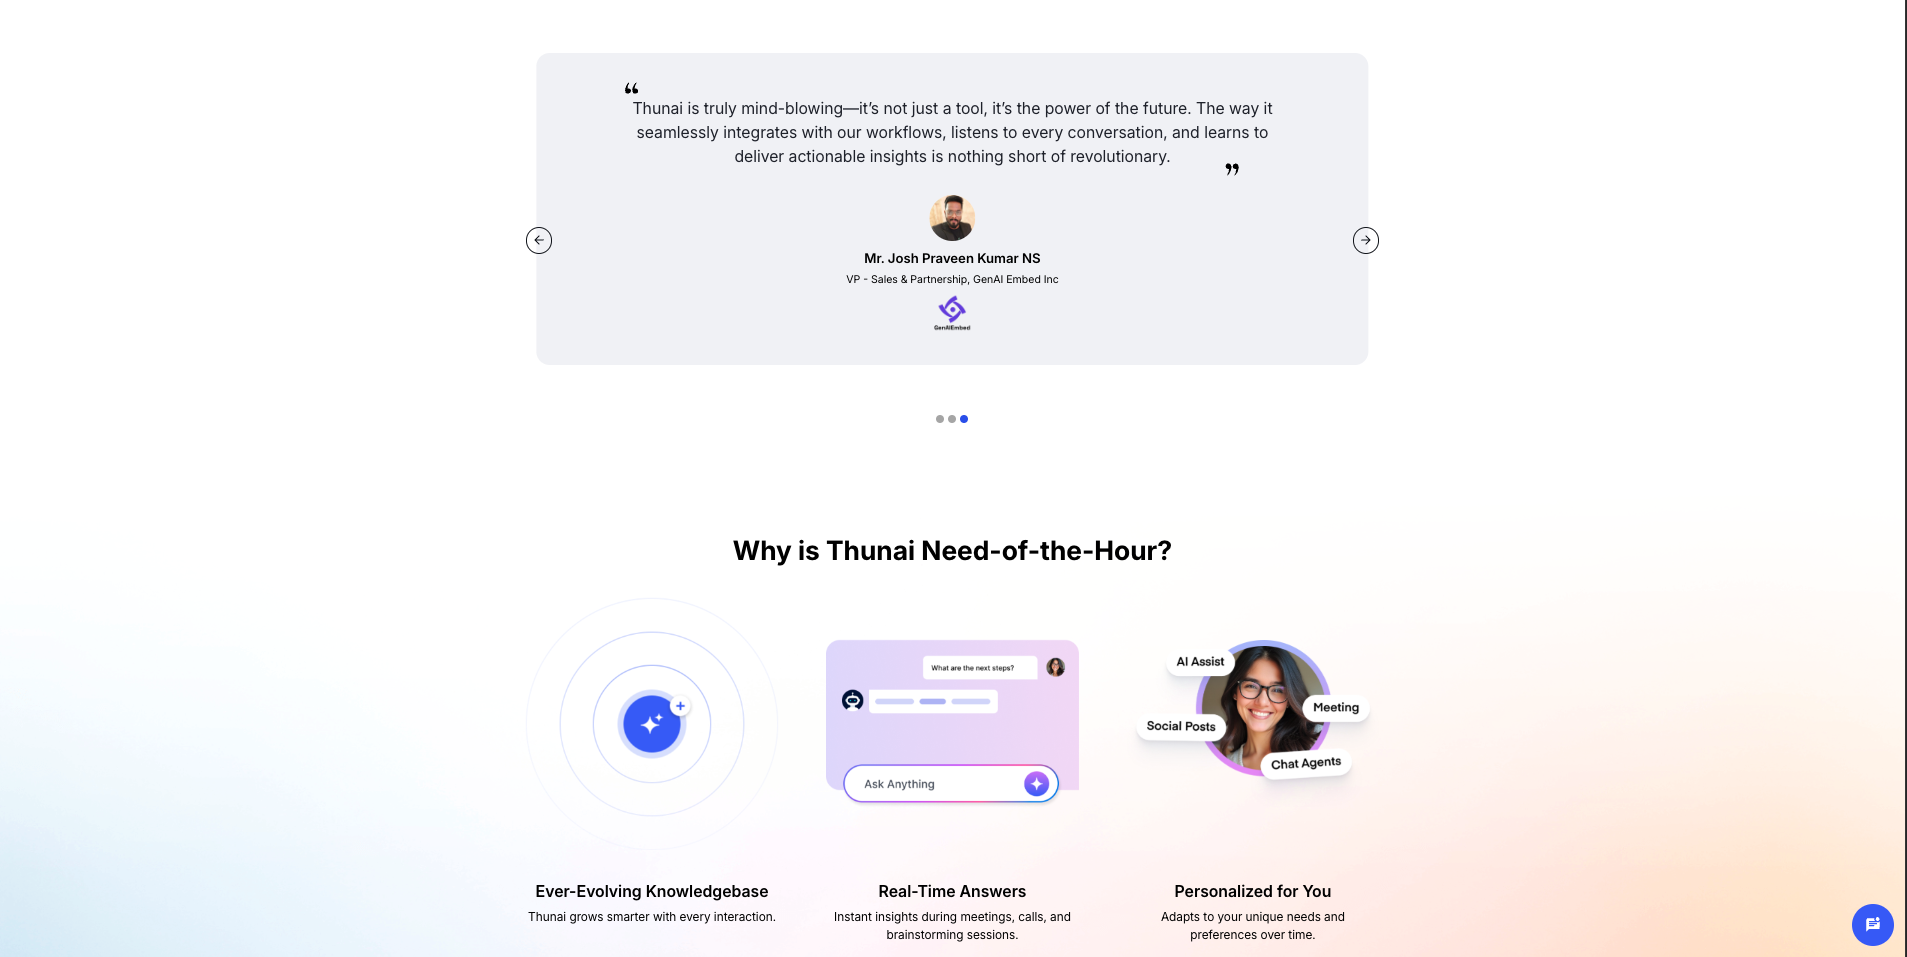 “
Thunai is truly mind-blowing—it’s not just a tool, it’s the power of the future. The way it
seamlessly integrates with our workflows, listens to every conversation, and learns to
deliver actionable insights is nothing short of revolutionary.
”
Mr. Josh Praveen Kumar NS
VP - Sales & Partnership, GenAI Embed Inc
GenAIEmbed
Why is Thunai Need-of-the-Hour?
What are the next steps?
Ask Anything
AI Assist
Meeting
Social Posts
Chat Agents
Ever-Evolving Knowledgebase
Thunai grows smarter with every interaction.
Real-Time Answers
Instant insights during meetings, calls, and
brainstorming sessions.
Personalized for You
Adapts to your unique needs and
preferences over time.